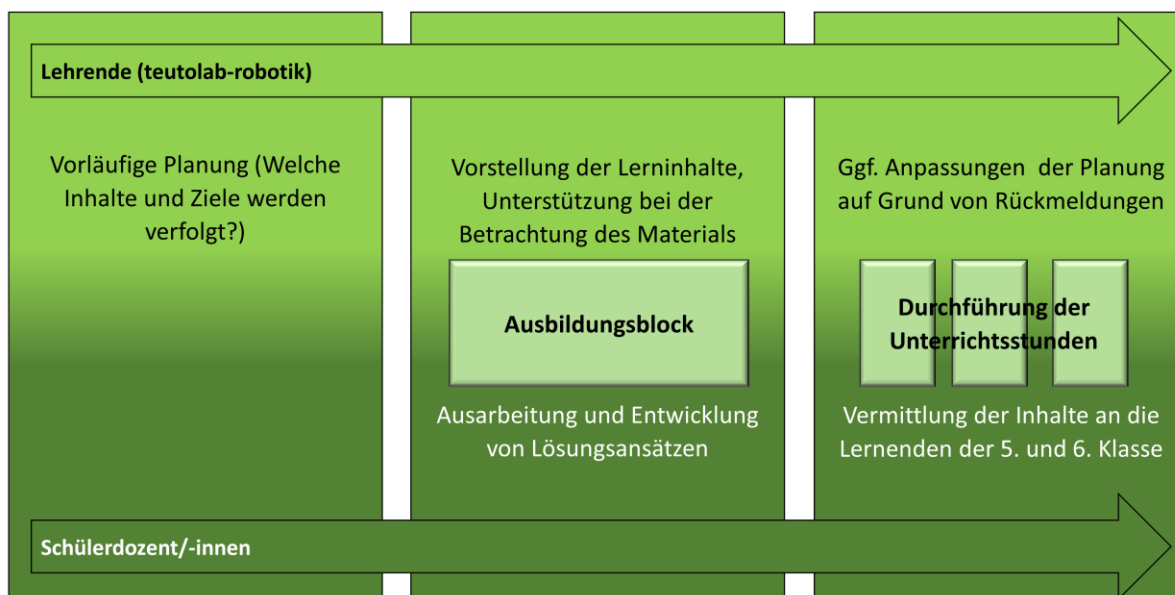 Lehrende (teutolab-robotik)
Vorläufige Planung (Welche
Inhalte und Ziele werden
verfolgt?)
Vorstellung der Lerninhalte,
Unterstützung bei der
Betrachtung des Materials
Ausbildungsblock
Ausarbeitung und Entwicklung
von Lösungsansätzen
Ggf. Anpassungen der Planung
auf Grund von Rückmeldungen
Durchführung der
Unterrichtsstunden
Vermittlung der Inhalte an die
Lernenden der 5. und 6. Klasse
Schülerdozent/-innen